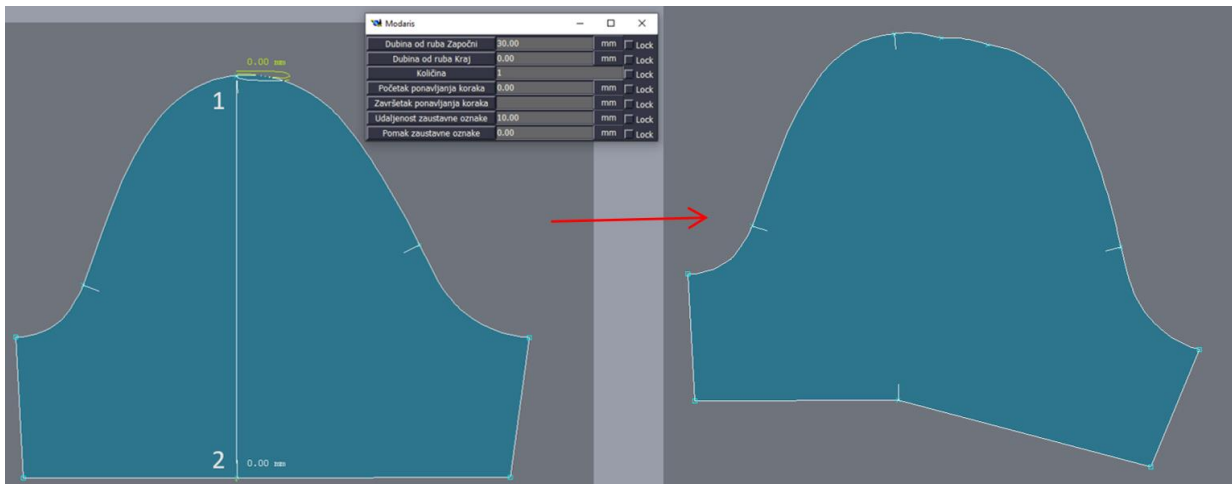 Modaris
Dubina od ruba Započni 30.00 mm Lock
Dubina od ruba Kraj 0.00 mm Lock
Količina 1 Lock
Početak ponavljanja koraka 0.00 mm Lock
Završetak ponavljanja koraka mm Lock
Udaljenost zaustavne oznake 10.00 mm Lock
Pomak zaustavne oznake 0.00 mm Lock
0.00 mm
1
2 0.00 mm